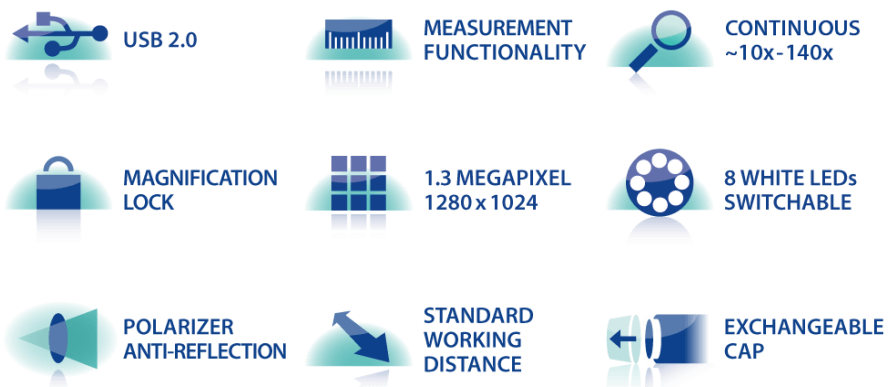 USB 2.0
MEASUREMENT
FUNCTIONALITY
CONTINUOUS
~10x-140x
MAGNIFICATION
LOCK
1.3 MEGAPIXEL
1280 x 1024
8 WHITE LEDs
SWITCHABLE
POLARIZER
ANTI-REFLECTION
STANDARD
WORKING
DISTANCE
EXCHANGEABLE
CAP